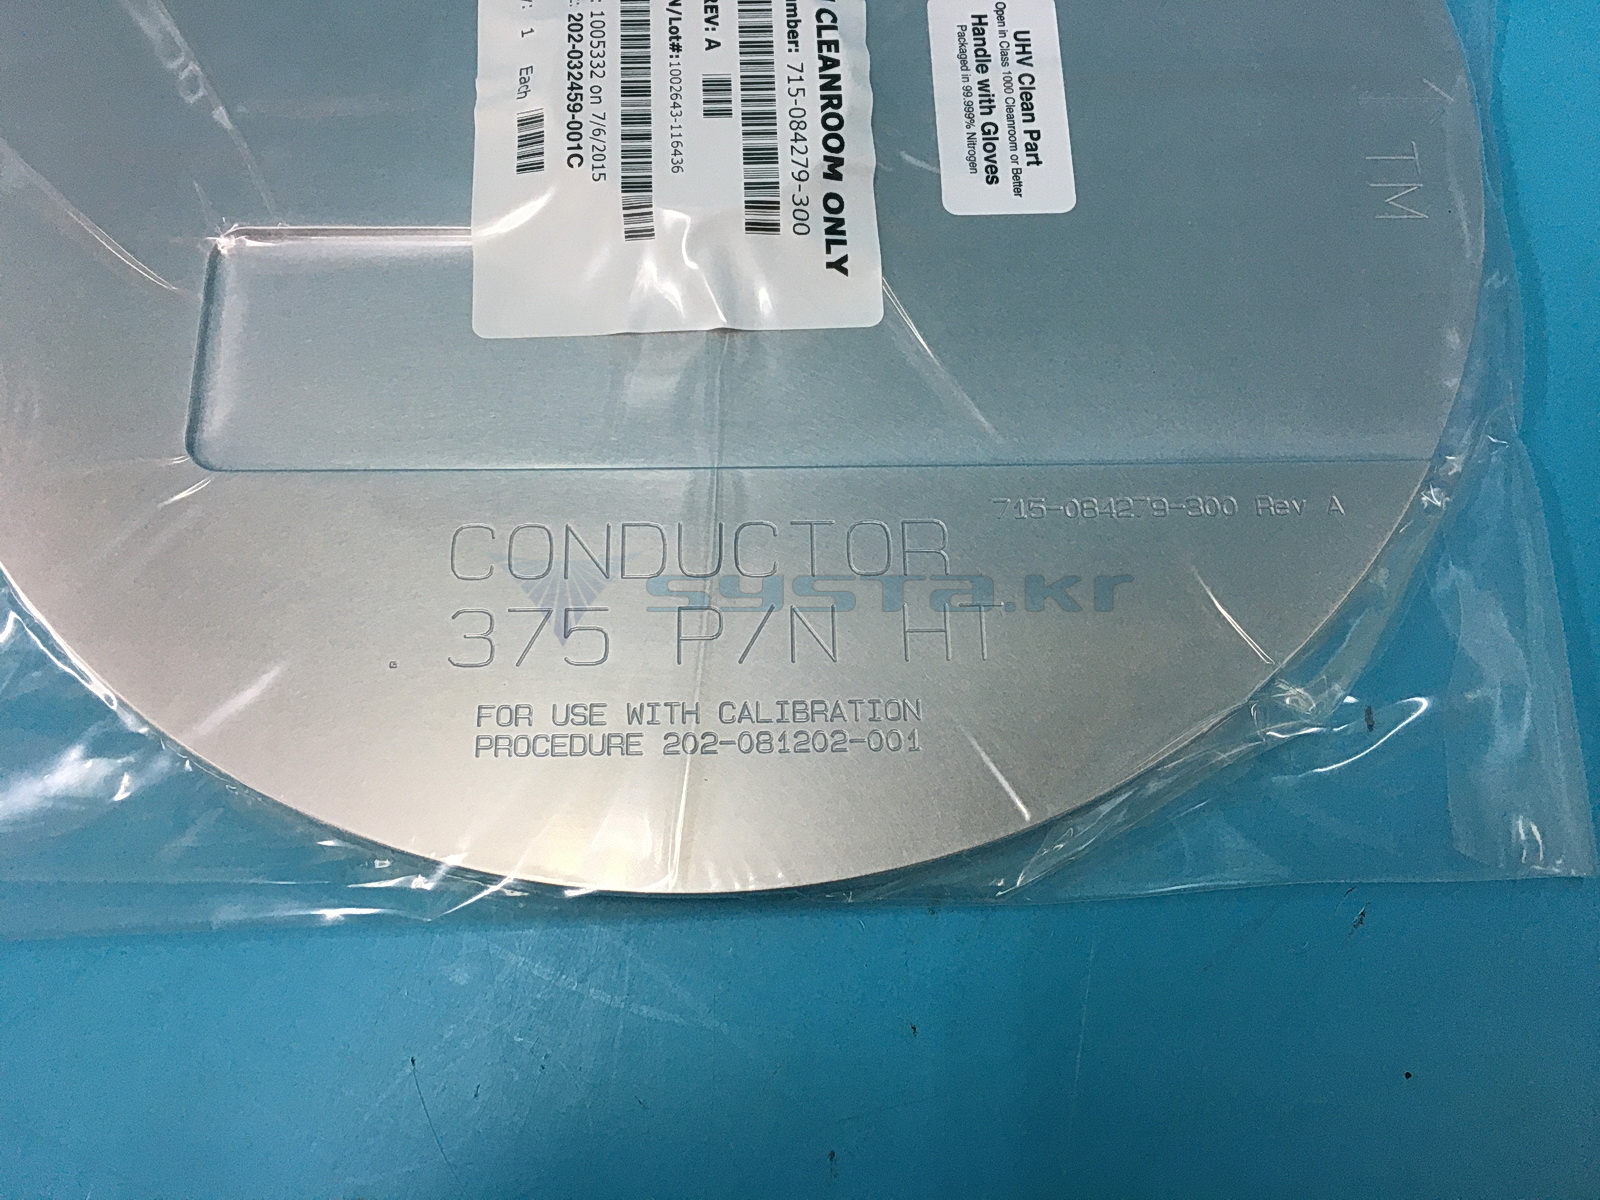 CLEANROOM ONLY
mber: 715-084279-300
REV: A
N/Lot#:1002643-116436
: 1005332 on 7/6/2015
: 202-032459-001C
: 1 Each
UHV Clean Part
Open in Class 1000 Cleanroom or Better
Handle with Gloves
Packaged in 99.999% Nitrogen
TM
715-084279-300 Rev A
CONDUCTOR
.375 P/N HT
FOR USE WITH CALIBRATION
PROCEDURE 202-081202-001
systa.kr